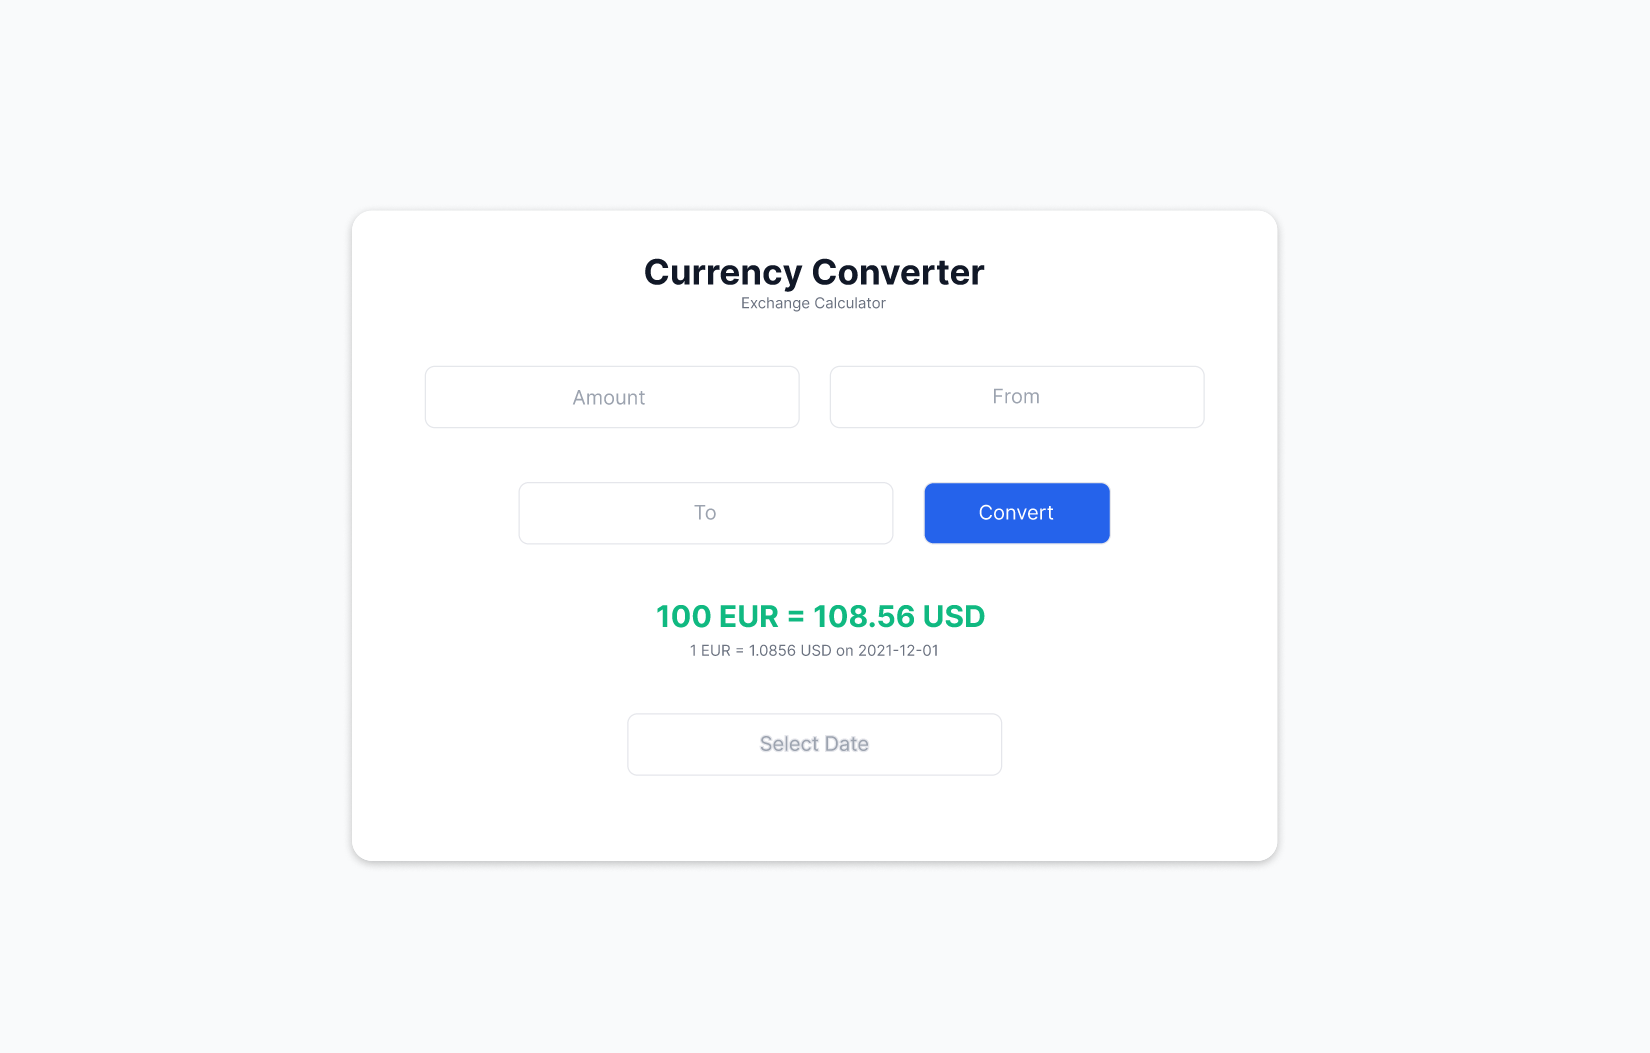 Currency Converter
Exchange Calculator
Amount
From
To
Convert
100 EUR = 108.56 USD
1 EUR = 1.0856 USD on 2021-12-01
Select Date